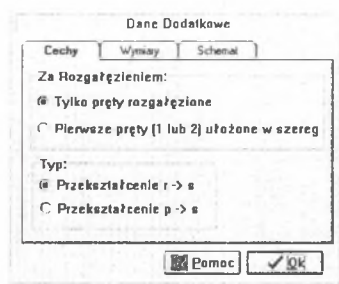 Dane Dodatkowe
Cechy Wymiary Schemat
Za Rozgałęzieniem:
Tylko pręty rozgałęzione
Pierwsze pręty (1 lub 2) ułożone w szereg
Typ:
Przekształcenie r -> s
Przekształcenie p -> s
Pomoc Ok